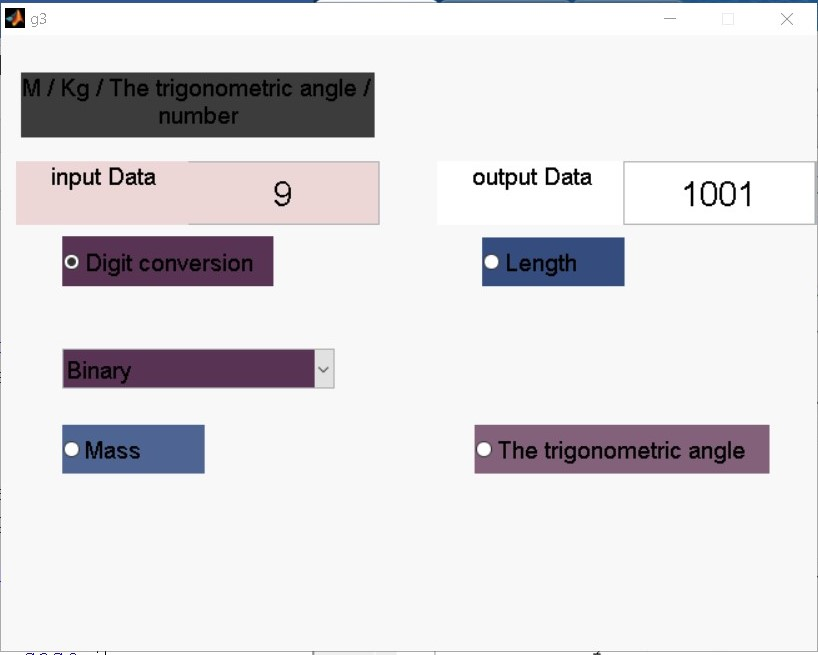 g3
M / Kg / The trigonometric angle /
number
input Data
9
output Data
1001
Digit conversion
Length
Binary
Mass
The trigonometric angle